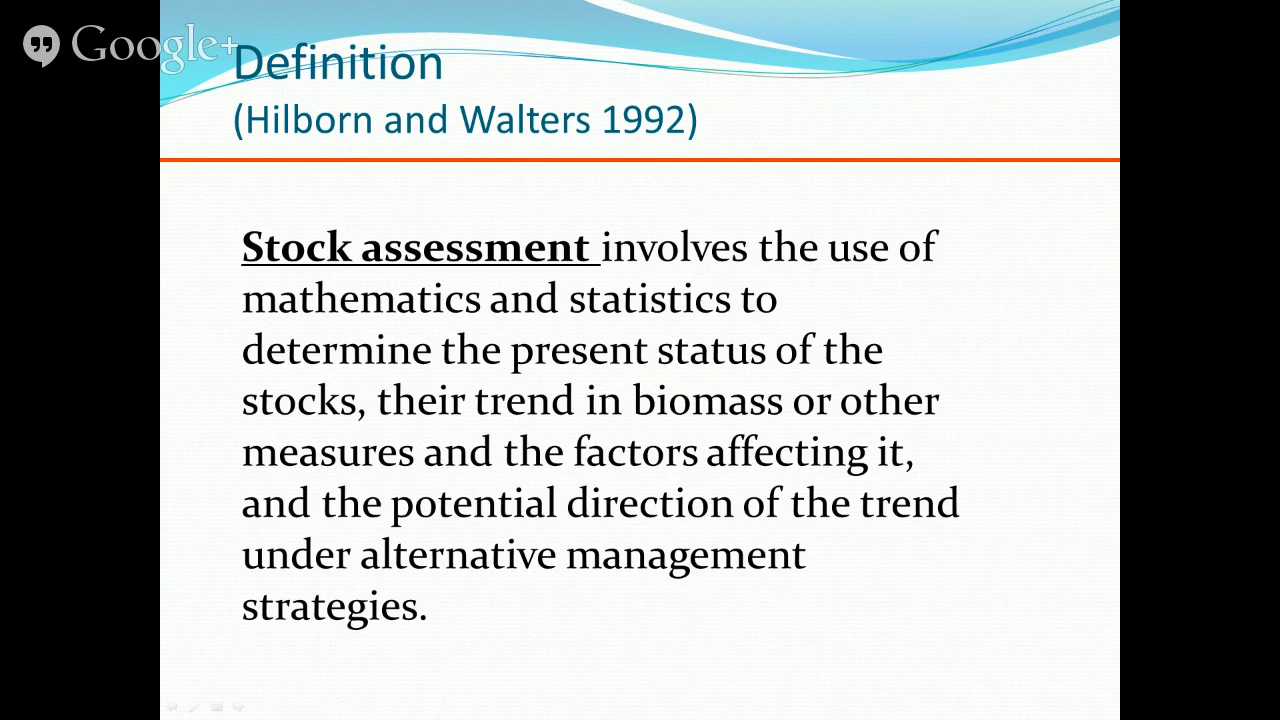 Google+
Definition
(Hilborn and Walters 1992)
Stock assessment involves the use of
mathematics and statistics to
determine the present status of the
stocks, their trend in biomass or other
measures and the factors affecting it,
and the potential direction of the trend
under alternative management
strategies.